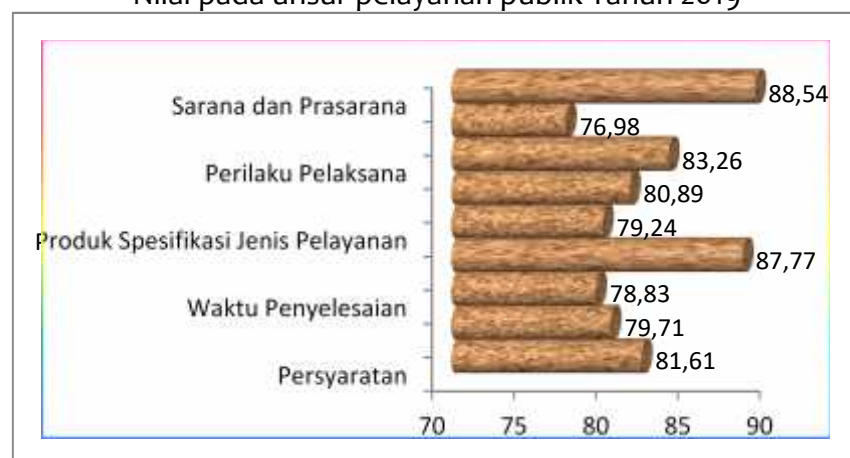 Nilai pada unsur pelayanan publik Tahun 2019
Sarana dan Prasarana
Perilaku Pelaksana
Produk Spesifikasi Jenis Pelayanan
Waktu Penyelesaian
Persyaratan
88,54
76,98
83,26
80,89
79,24
87,77
78,83
79,71
81,61
70 75 80 85 90